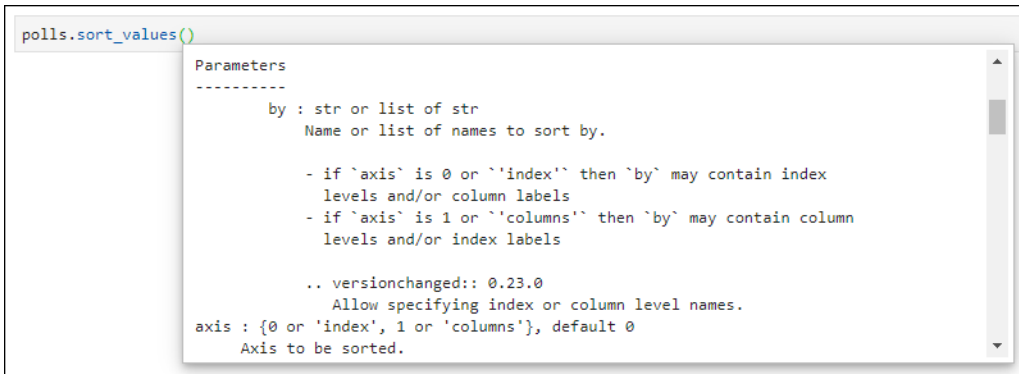 polls.sort_values()
Parameters
----------
by : str or list of str
Name or list of names to sort by.
- if `axis` is 0 or `'index'` then `by` may contain index
levels and/or column labels
- if `axis` is 1 or `'columns'` then `by` may contain column
levels and/or index labels
.. versionchanged:: 0.23.0
Allow specifying index or column level names.
axis : {0 or 'index', 1 or 'columns'}, default 0
Axis to be sorted.